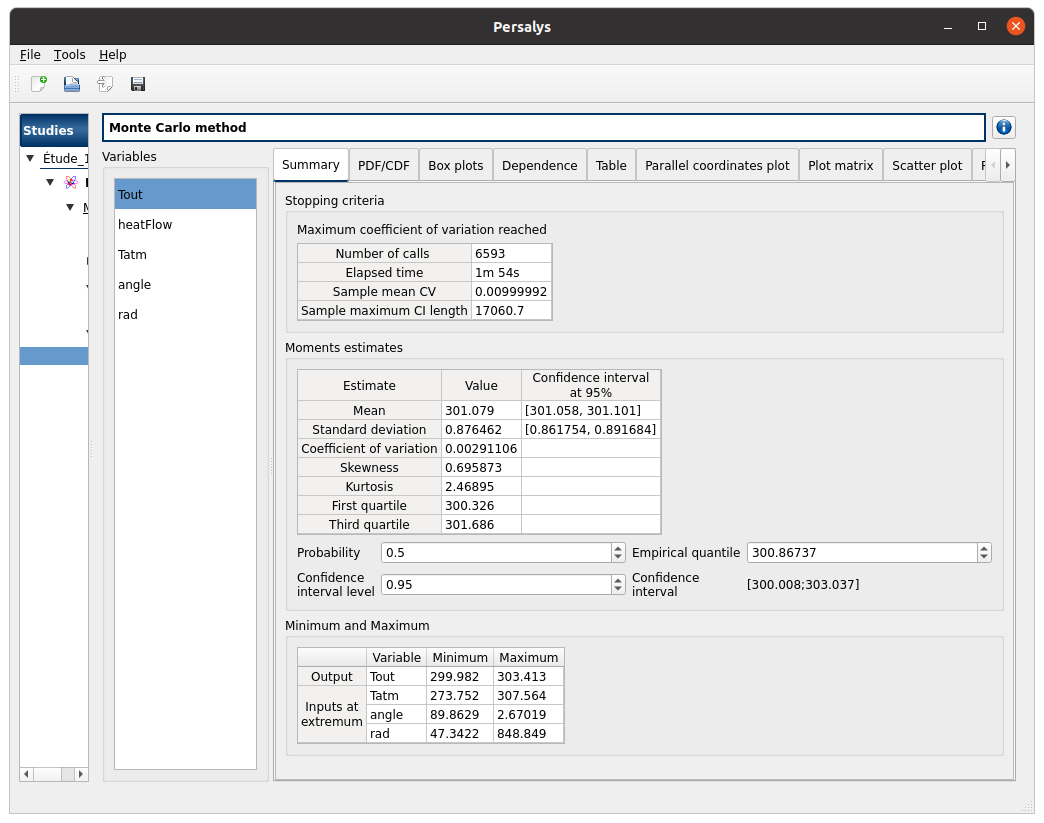 Persalys
File Tools Help
Studies
Monte Carlo method
Étude_1
Variables
Tout
heatFlow
Tatm
angle
rad
Summary PDF/CDF Box plots Dependence Table Parallel coordinates plot Plot matrix Scatter plot
Stopping criteria
Maximum coefficient of variation reached
Number of calls 6593
Elapsed time 1m 54s
Sample mean CV 0.00999992
Sample maximum CI length 17060.7
Moments estimates
Estimate Value Confidence interval
at 95%
Mean 301.079 [301.058, 301.101]
Standard deviation 0.876462 [0.861754, 0.891684]
Coefficient of variation 0.00291106
Skewness 0.695873
Kurtosis 2.46895
First quartile 300.326
Third quartile 301.686
Probability 0.5 Empirical quantile 300.86737
Confidence
interval level 0.95 Confidence
interval [300.008;303.037]
Minimum and Maximum
Variable Minimum Maximum
Output Tout 299.982 303.413
Inputs at
extremum Tatm 273.752 307.564
angle 89.8629 2.67019
rad 47.3422 848.849